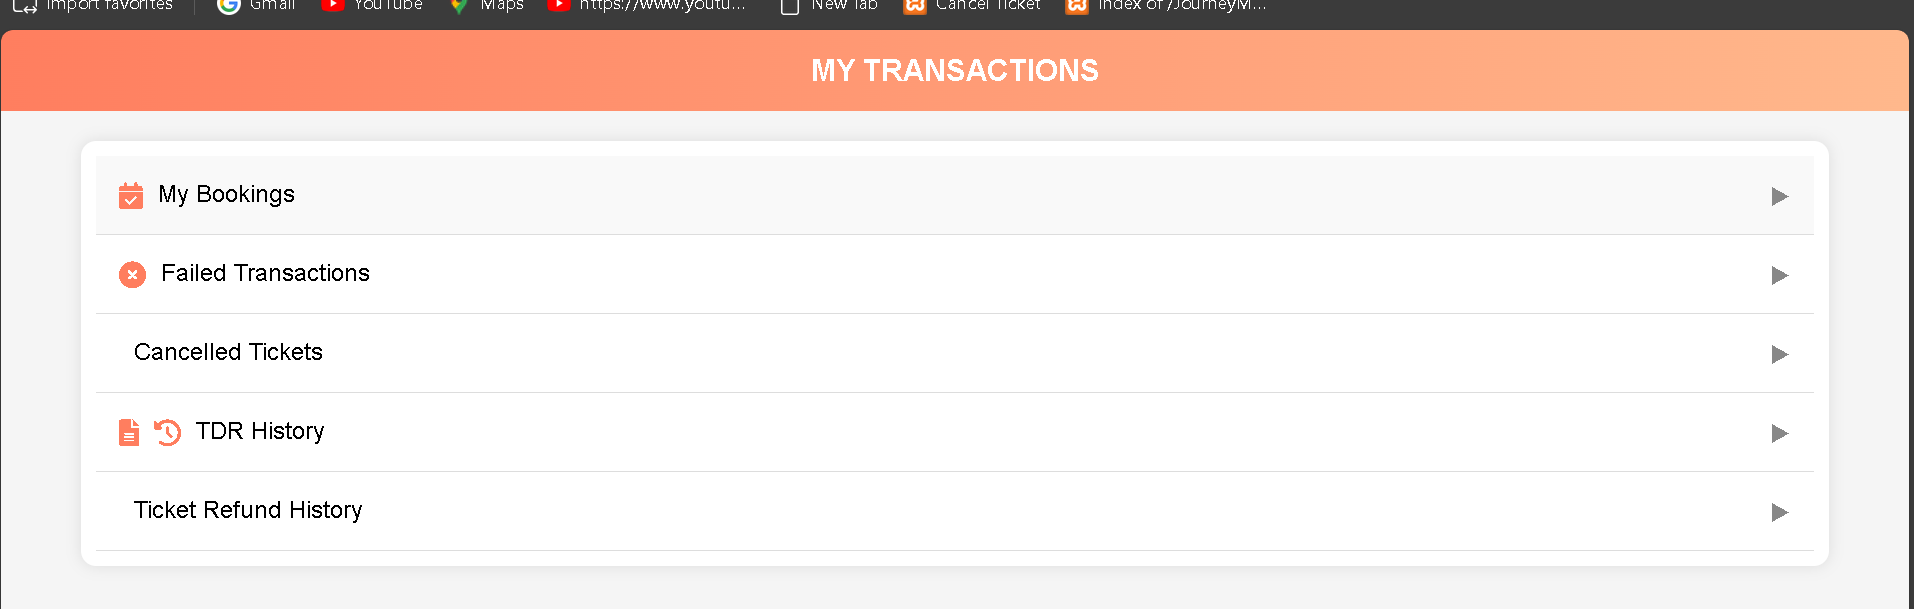 Import favorites Gmail YouTube Maps https://www.youtu... New Tab Cancel Ticket Index of /JourneyM...
MY TRANSACTIONS
My Bookings
Failed Transactions
Cancelled Tickets
TDR History
Ticket Refund History